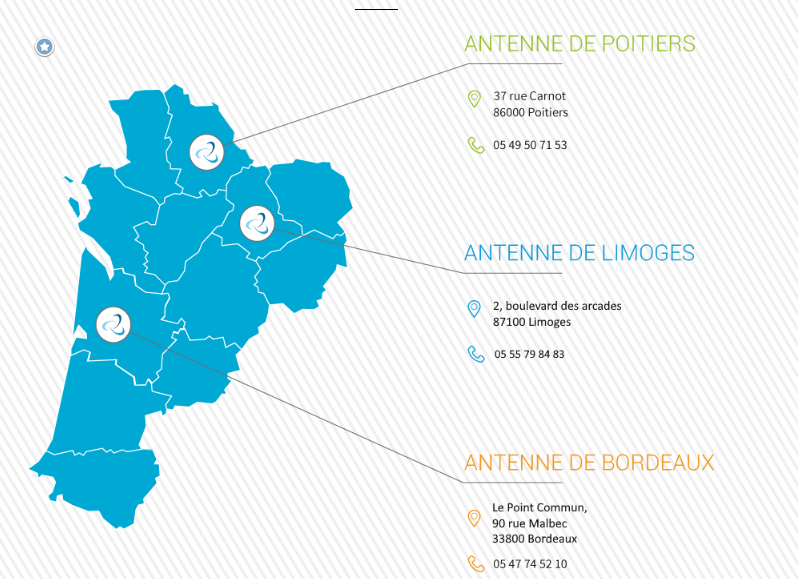 ANTENNE DE POITIERS
37 rue Carnot
86000 Poitiers
05 49 50 71 53
ANTENNE DE LIMOGES
2, boulevard des arcades
87100 Limoges
05 55 79 84 83
ANTENNE DE BORDEAUX
Le Point Commun,
90 rue Malbec
33800 Bordeaux
05 47 74 52 10